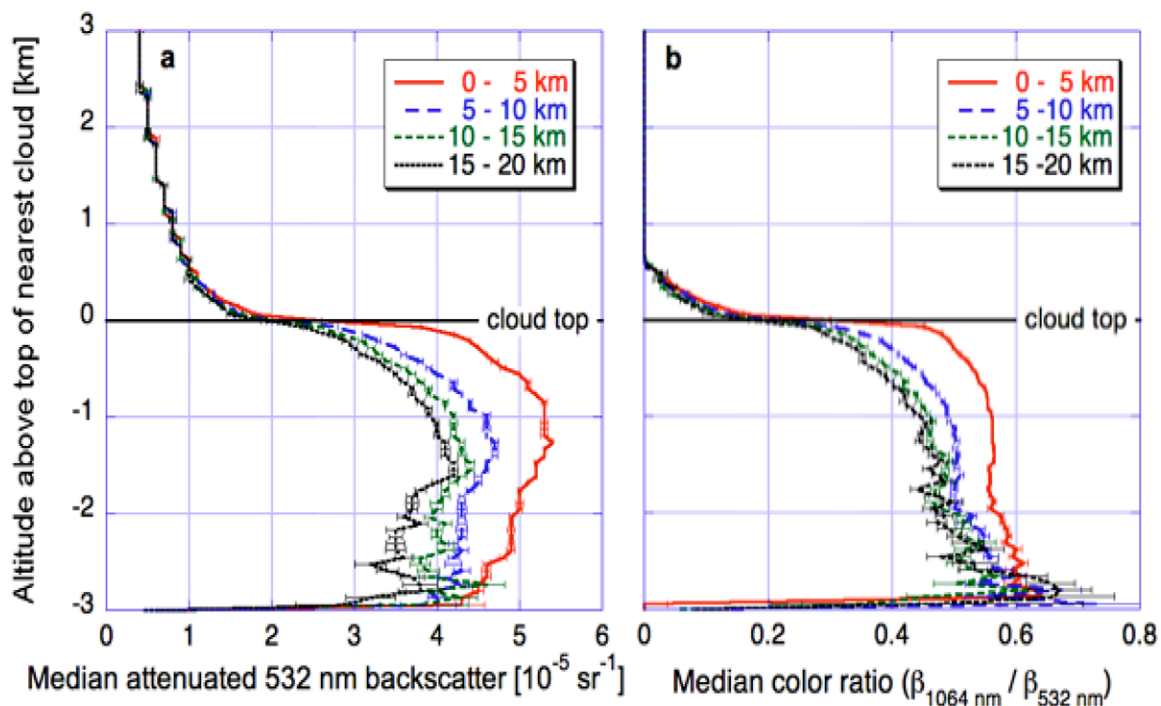 Altitude above top of nearest cloud [km]
3
2
1
0
-1
-2
-3
a
0 - 5 km
5 - 10 km
10 - 15 km
15 - 20 km
cloud top
0 1 2 3 4 5 6
Median attenuated 532 nm backscatter [10⁻⁵ sr⁻¹]
b
0 - 5 km
5 -10 km
10 -15 km
15 -20 km
cloud top
0 0.2 0.4 0.6 0.8
Median color ratio (β₁₀₆₄ ₙₘ / β₅₃₂ ₙₘ)